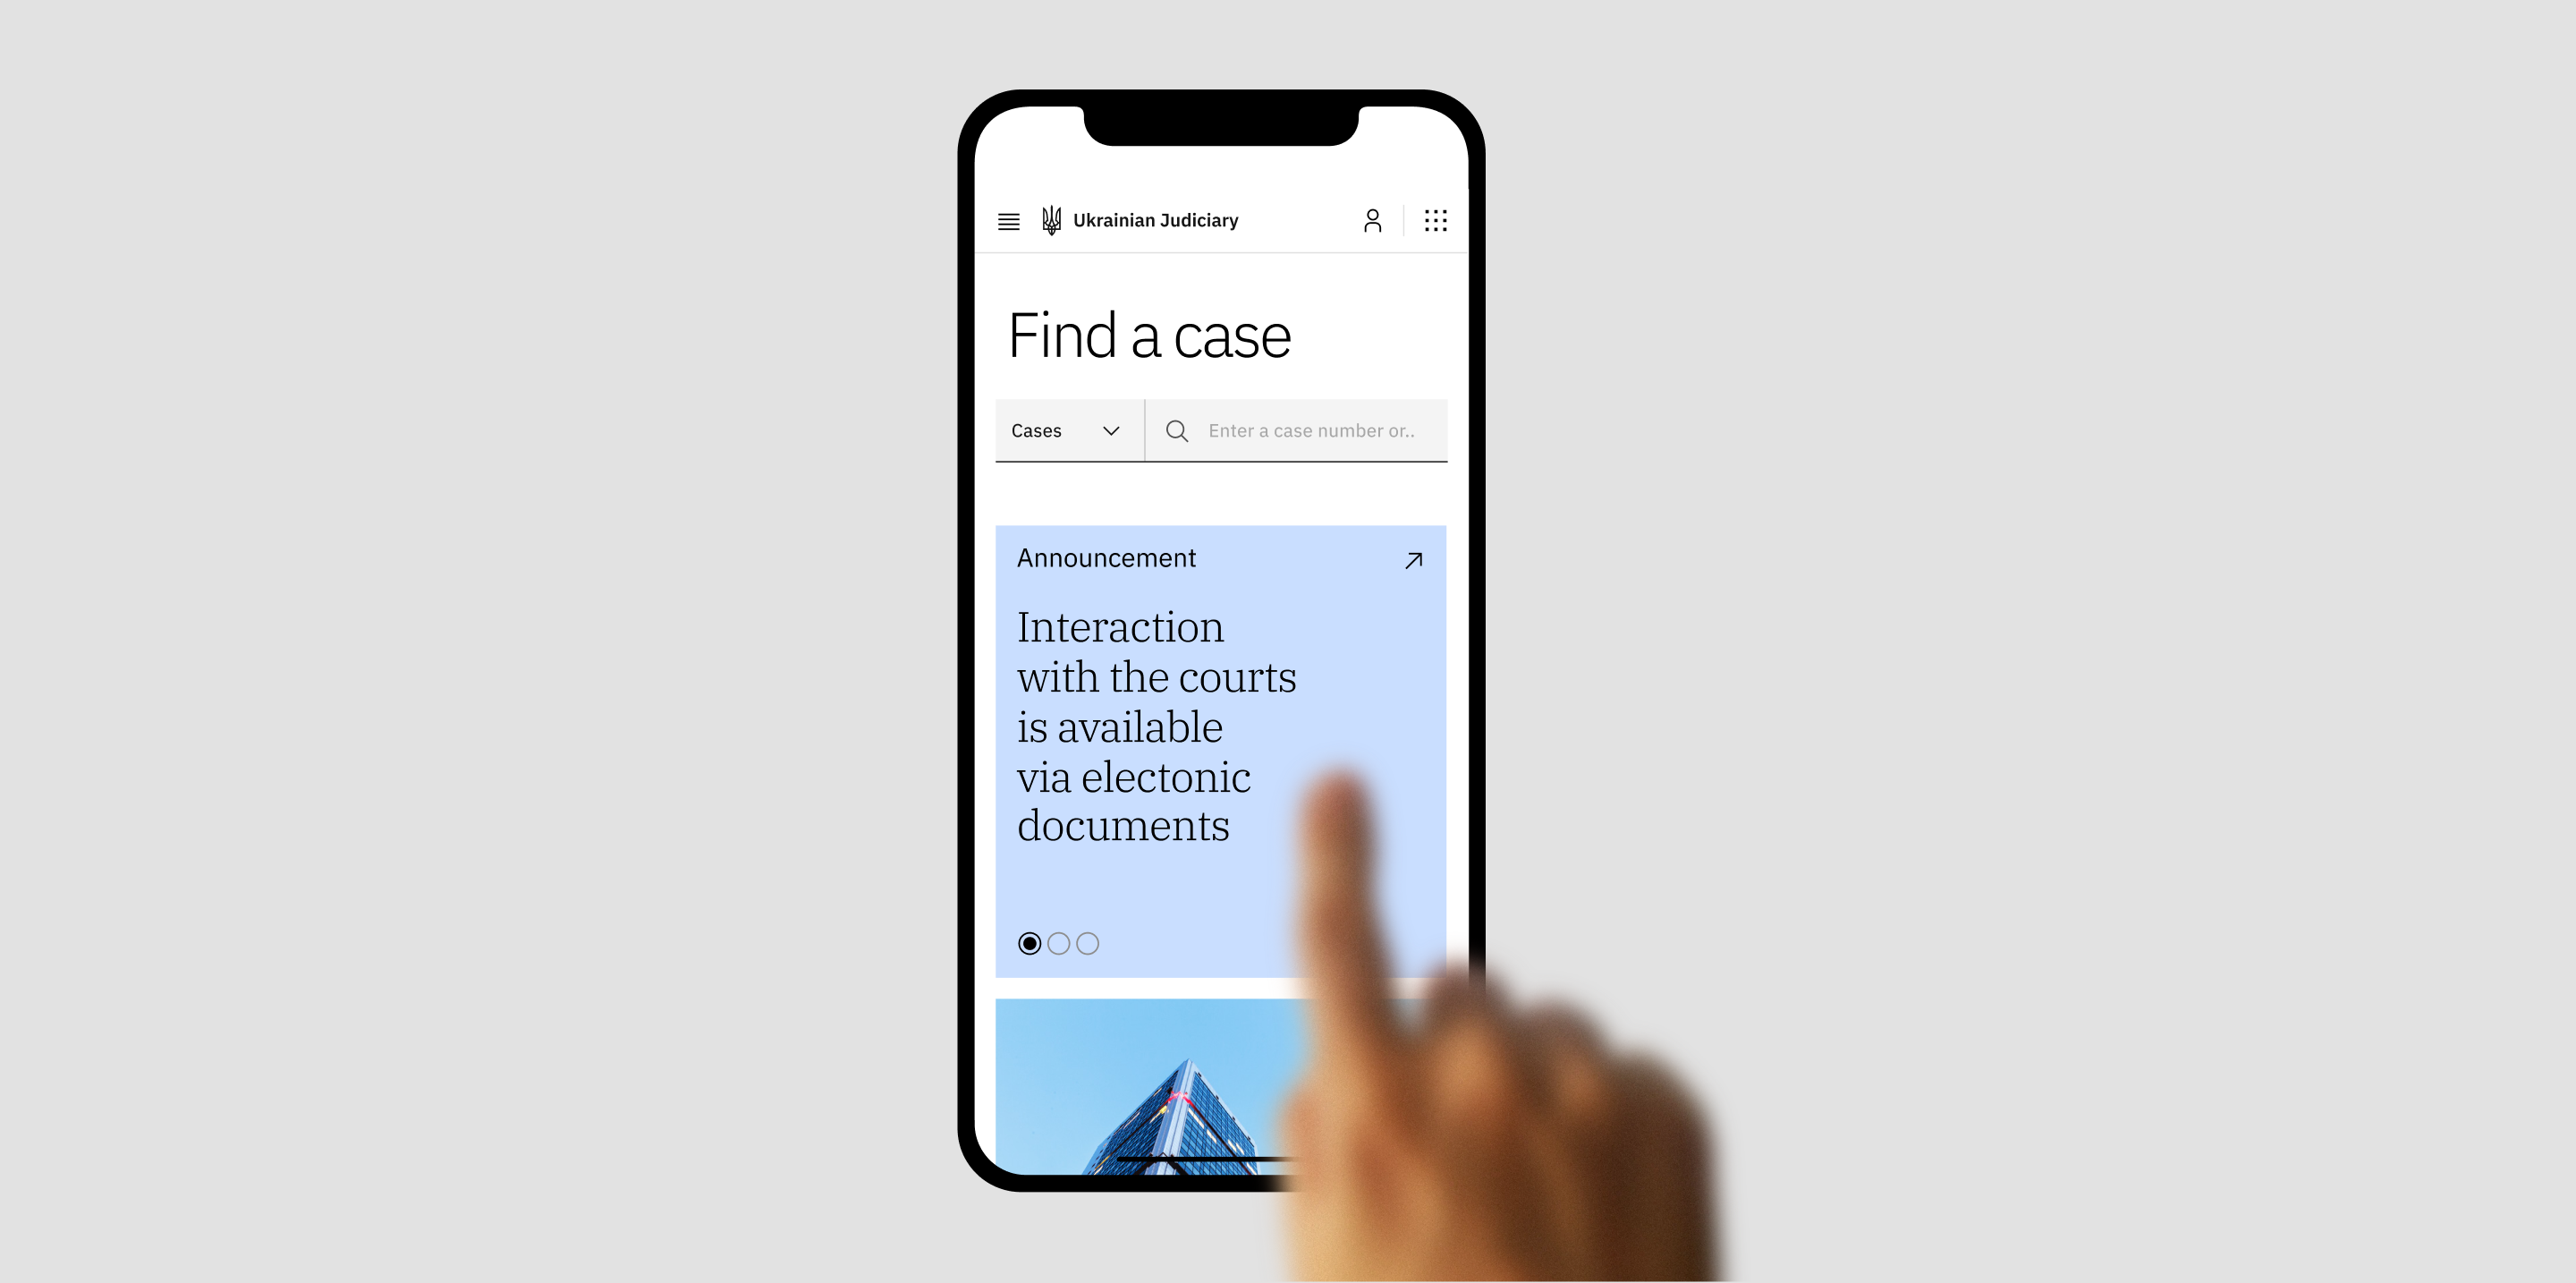 Ukrainian Judiciary
Find a case
Cases
Enter a case number or..
Announcement
Interaction
with the courts
is available
via electonic
documents